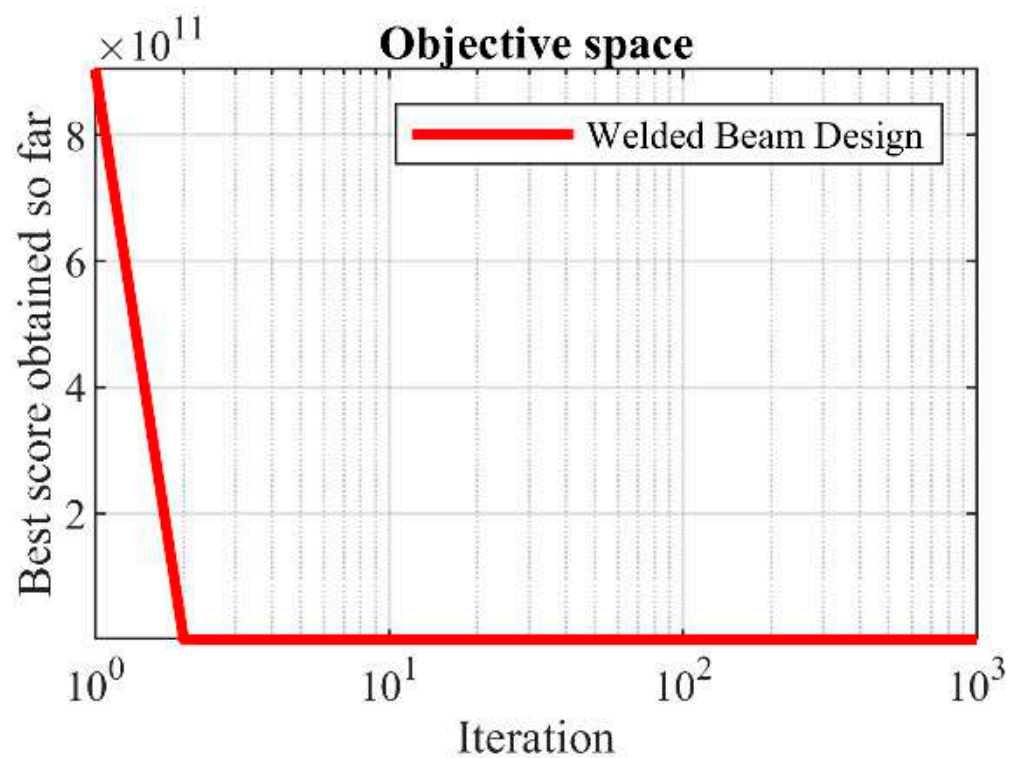 ×10^11
Objective space
Welded Beam Design
Best score obtained so far
8
6
4
2
10^0
10^1
10^2
10^3
Iteration